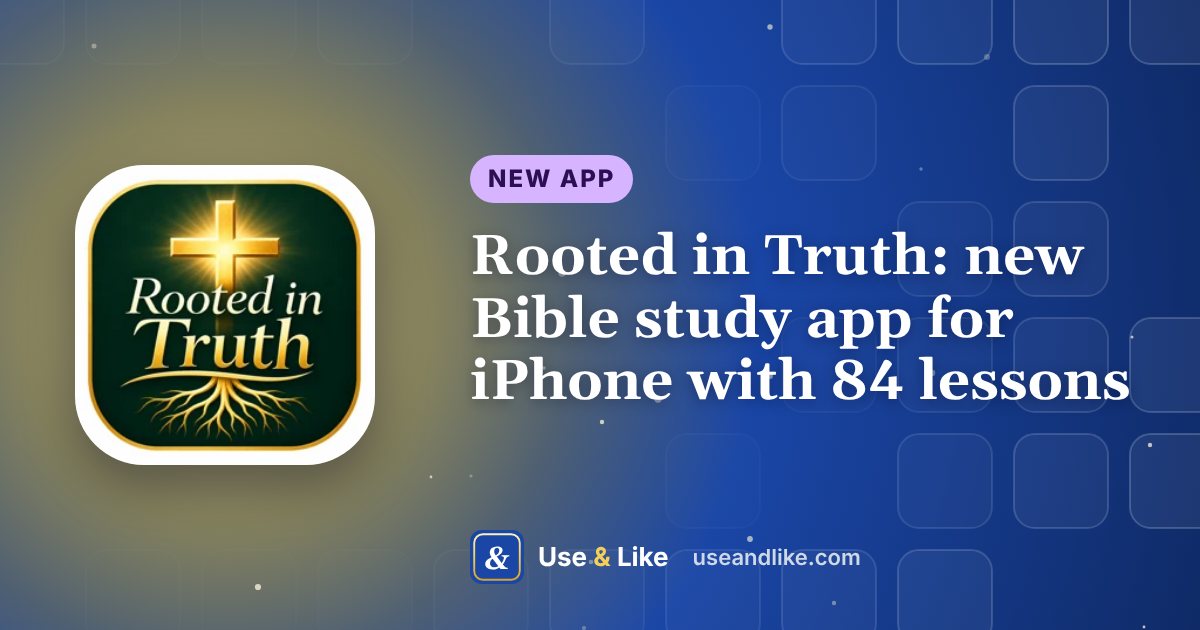 Rooted in
Truth
NEW APP
Rooted in Truth: new
Bible study app for
iPhone with 84 lessons
&
Use & Like
useandlike.com